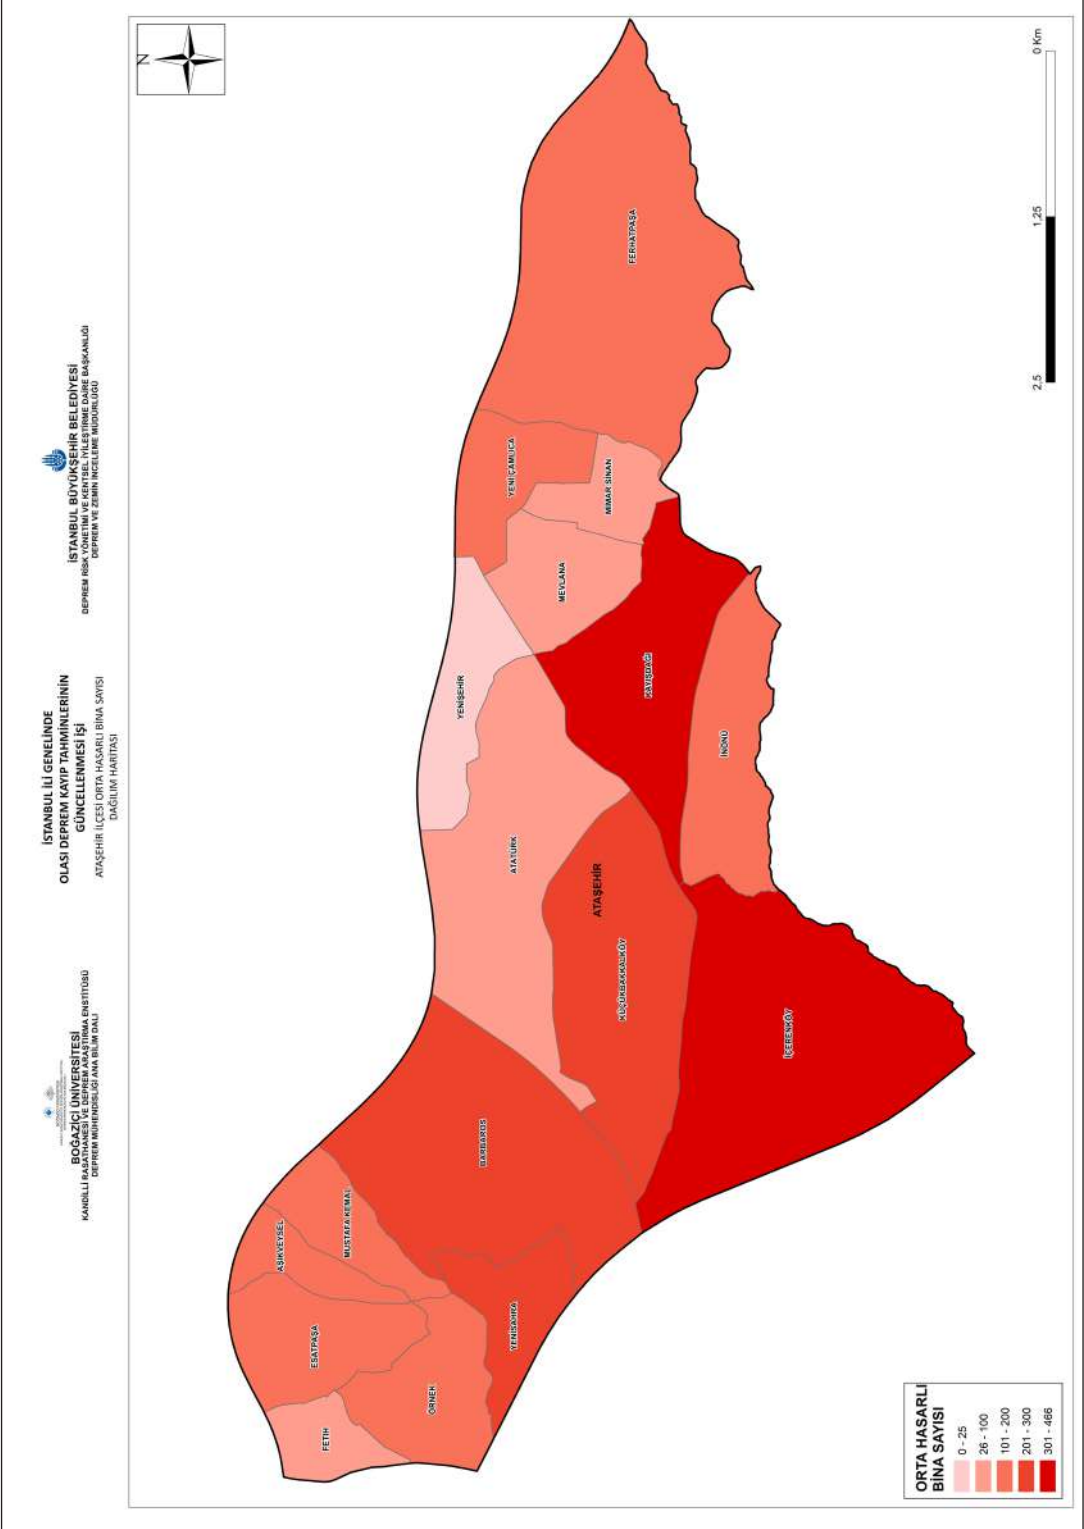 BOĞAZİÇİ ÜNİVERSİTESİ
KANDİLLİ RASATHANESİ VE DEPREM ARAŞTIRMA ENSTİTÜSÜ
DEPREM MÜHENDİSLİĞİ ANA BİLİM DALI
İSTANBUL İLİ GENELİNDE
OLASI DEPREM KAYIP TAHMİNLERİNİN
GÜNCELLENMESİ İŞİ
ATAŞEHİR İLÇESİ ORTA HASARLI BİNA SAYISI
DAĞILIM HARİTASI
İSTANBUL BÜYÜKŞEHİR BELEDİYESİ
DEPREM RİSK YÖNETİMİ VE KENTSEL İYİLEŞTİRME DAİRE BAŞKANLIĞI
DEPREM VE ZEMİN İNCELEME MÜDÜRLÜĞÜ
N
FETİH
ESATPAŞA
AŞIKVEYSEL
MUSTAFA KEMAL
ÖRNEK
YENİSAHRA
BARBAROS
ATATÜRK
YENİŞEHİR
ATAŞEHİR
KÜÇÜKBAKKALKÖY
İÇERENKÖY
KAYIŞDAĞI
İNÖNÜ
MEVLANA
MİMAR SİNAN
YENİ ÇAMLICA
FERHATPAŞA
ORTA HASARLI
BİNA SAYISI
0 - 25
26 - 100
101 - 200
201 - 300
301 - 466
2,5
1,25
0 Km